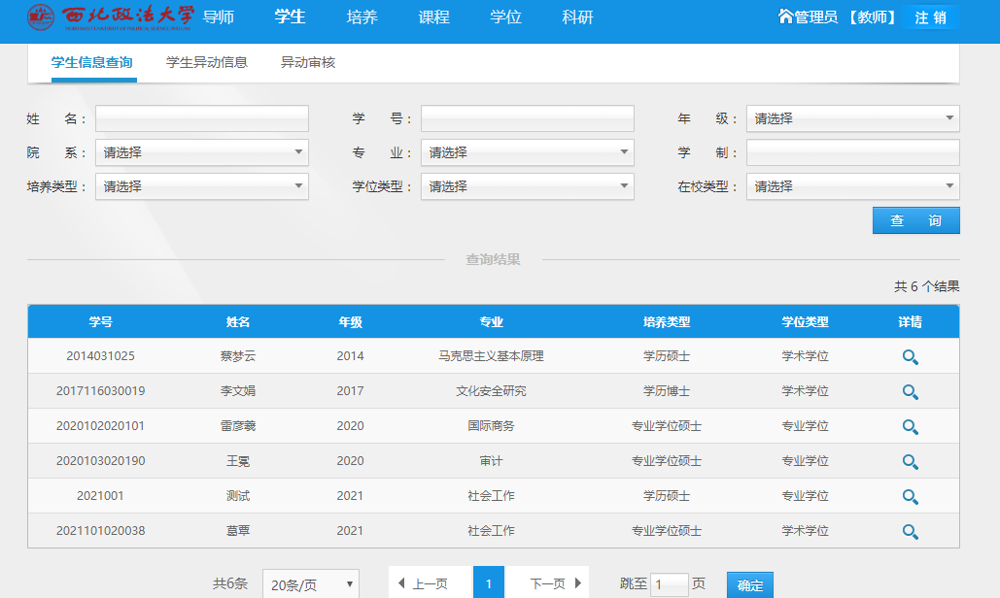 西北政法大学 导师 学生 培养 课程 学位 科研 管理员 【教师】 注 销
学生信息查询 学生异动信息 异动审核
姓 名： 学 号： 年 级： 请选择
院 系： 请选择 专 业： 请选择 学 制：
培养类型： 请选择 学位类型： 请选择 在校类型： 请选择
查 询
查询结果
共 6 个结果
学号 姓名 年级 专业 培养类型 学位类型 详情
2014031025 蔡梦云 2014 马克思主义基本原理 学历硕士 学术学位
2017116030019 李文娟 2017 文化安全研究 学历博士 学术学位
2020102020101 雷彦 2020 国际商务 专业学位硕士 专业学位
2020103020190 王冕 2020 审计 专业学位硕士 专业学位
2021001 测试 2021 社会工作 学历硕士 专业学位
2021101020038 葛覃 2021 社会工作 专业学位硕士 学术学位
共6条 20条/页 上一页 1 下一页 跳至 1 页 确定